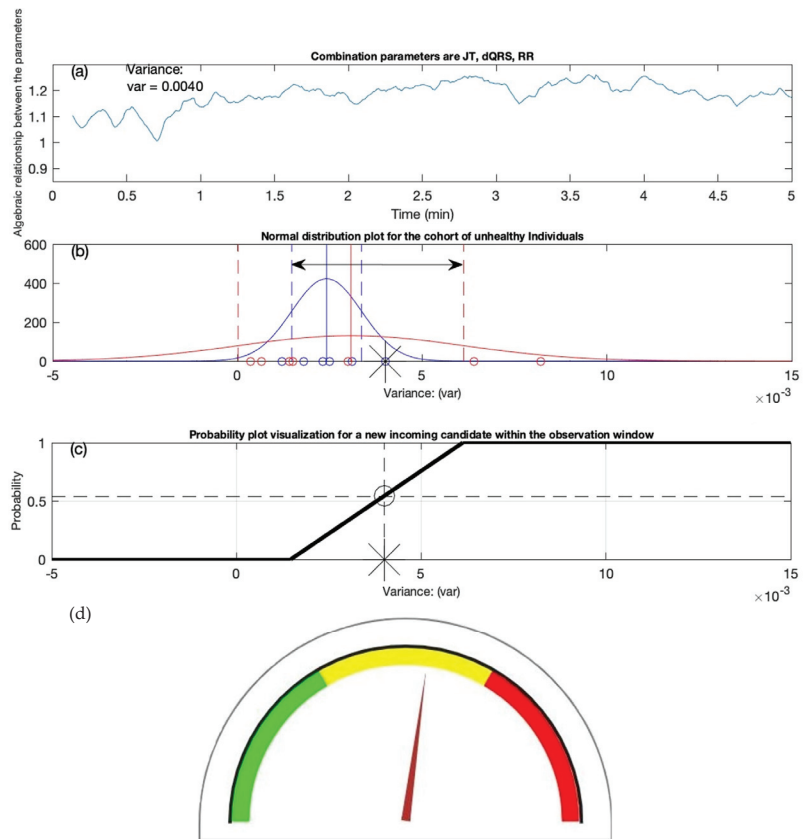 Combination parameters are JT, dQRS, RR
Algebraic relationship between the parameters
(a)
Variance:
var = 0.0040
1.2
1.1
1
0.9
0 0.5 1 1.5 2 2.5 3 3.5 4 4.5 5
Time (min)
Normal distribution plot for the cohort of unhealthy Individuals
(b)
600
400
200
0
-5 0 5 10 15
Variance: (var)
×10-3
Probability plot visualization for a new incoming candidate within the observation window
(c)
Probability
1
0.5
0
-5 0 5 10 15
Variance: (var)
×10-3
(d)